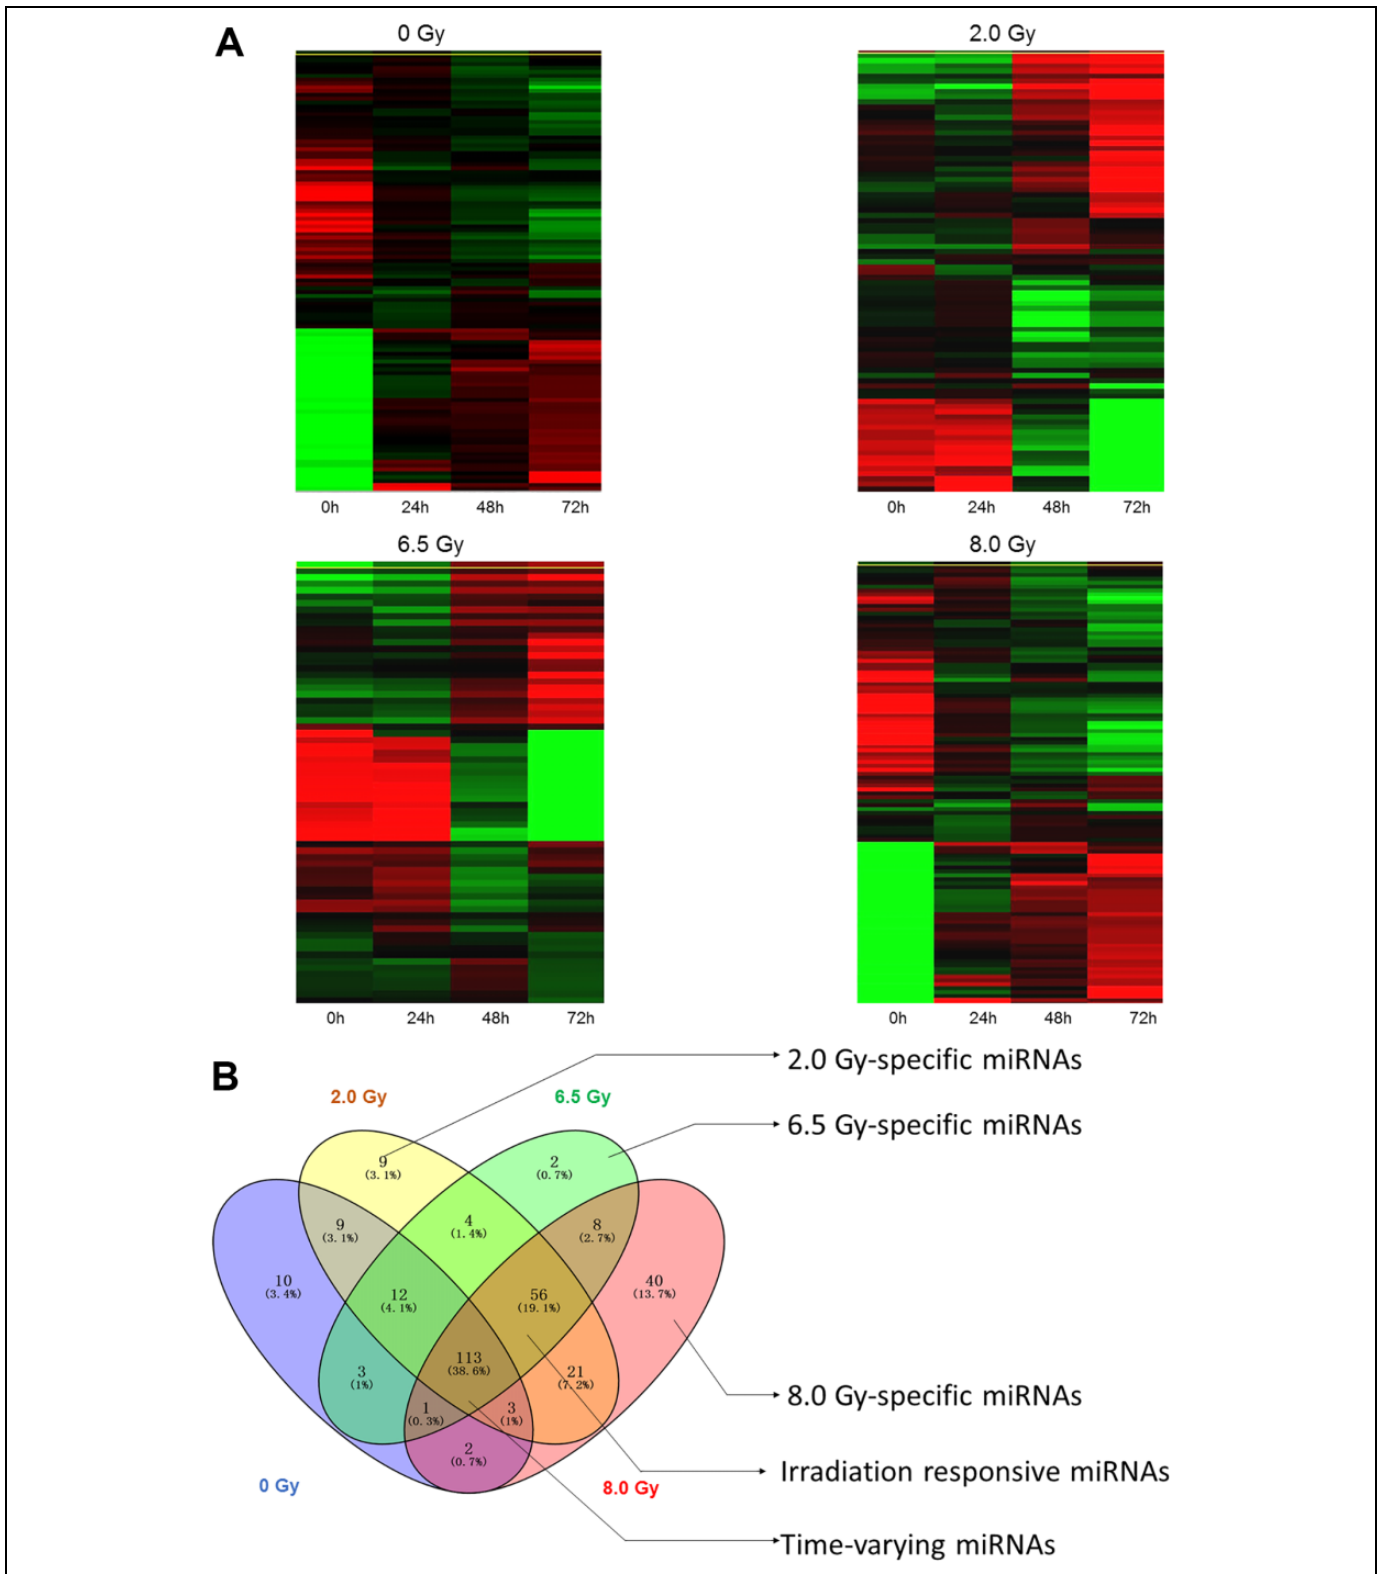 A
0 Gy
2.0 Gy
0h 24h 48h 72h
0h 24h 48h 72h
6.5 Gy
8.0 Gy
0h 24h 48h 72h
0h 24h 48h 72h
B
2.0 Gy
6.5 Gy
2.0 Gy-specific miRNAs
6.5 Gy-specific miRNAs
9
(3.1%)
2
(0.7%)
9
(3.1%)
4
(1.4%)
8
(2.7%)
10
(3.4%)
12
(4.1%)
56
(19.1%)
40
(13.7%)
3
(1%)
113
(38.6%)
21
(7.2%)
1
(0.3%)
3
(1%)
2
(0.7%)
8.0 Gy-specific miRNAs
0 Gy
8.0 Gy
Irradiation responsive miRNAs
Time-varying miRNAs